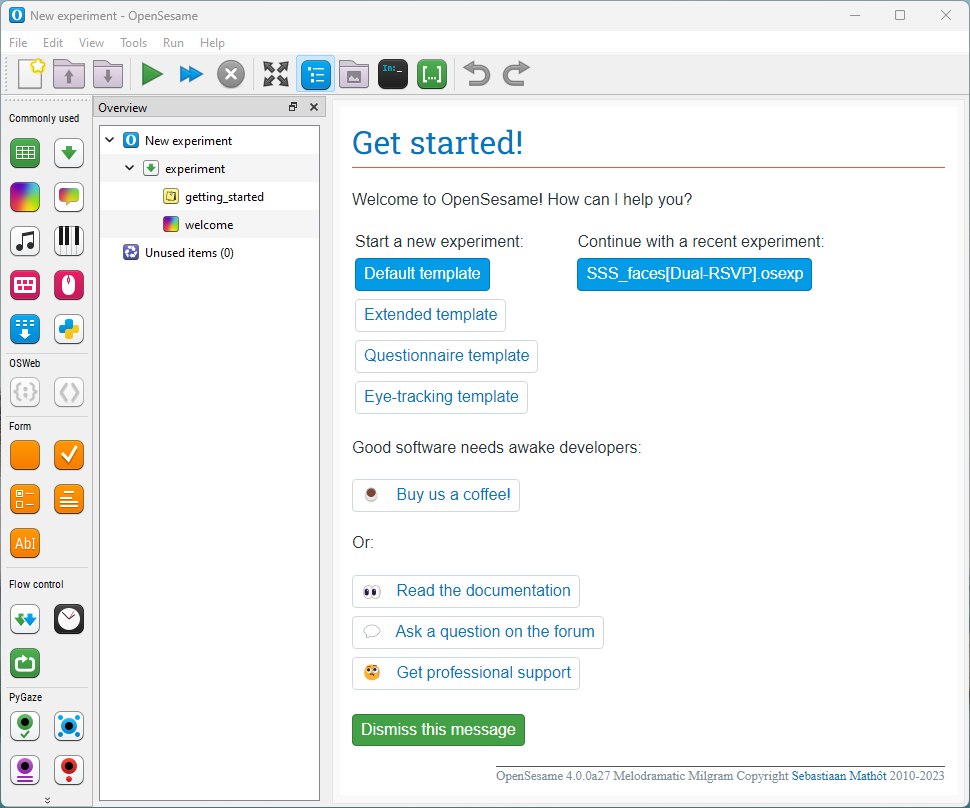 New experiment - OpenSesame
File Edit View Tools Run Help
In:_
[...]
Commonly used
Overview
New experiment
experiment
getting_started
welcome
Unused items (0)
OSWeb
Form
AbI
Flow control
PyGaze
Get started!
Welcome to OpenSesame! How can I help you?
Start a new experiment: Continue with a recent experiment:
Default template SSS_faces[Dual-RSVP].osexp
Extended template
Questionnaire template
Eye-tracking template
Good software needs awake developers:
Buy us a coffee!
Or:
Read the documentation
Ask a question on the forum
Get professional support
Dismiss this message
OpenSesame 4.0.0a27 Melodramatic Milgram Copyright Sebastiaan Mathôt 2010-2023